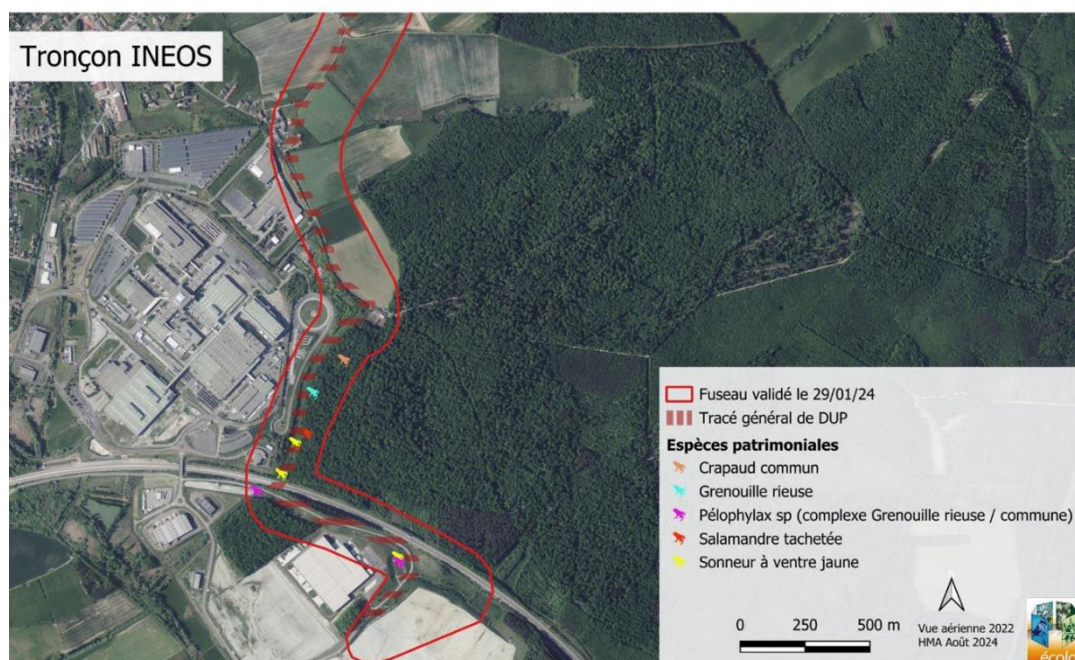 Tronçon INEOS
Fuseau validé le 29/01/24
Tracé général de DUP
Espèces patrimoniales
Crapaud commun
Grenouille rieuse
Pélophylax sp (complexe Grenouille rieuse / commune)
Salamandre tachetée
Sonneur à ventre jaune
0 250 500 m
Vue aérienne 2022
HMA Août 2024
écolo